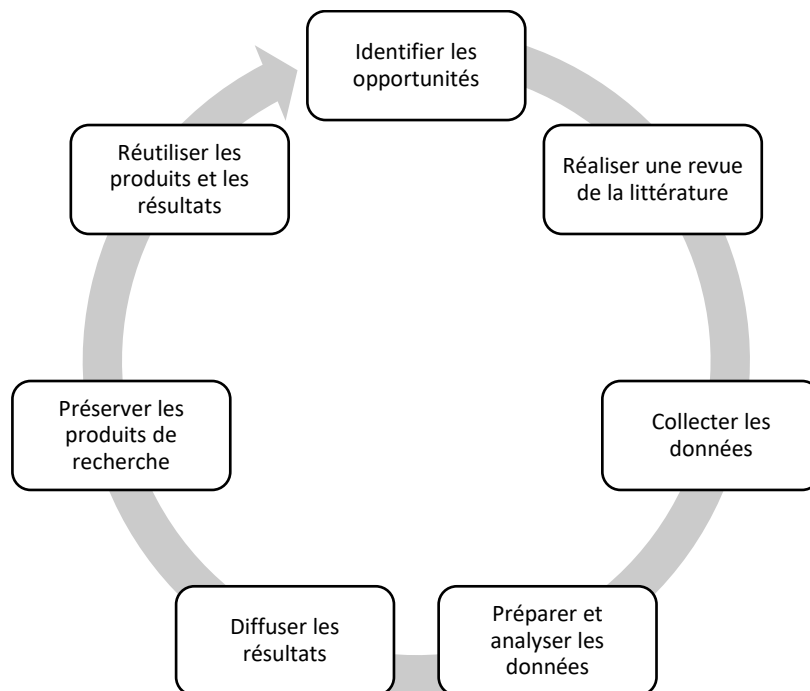 Identifier les
opportunités
Réaliser une revue
de la littérature
Collecter les
données
Préparer et
analyser les
données
Diffuser les
résultats
Préserver les
produits de
recherche
Réutiliser les
produits et les
résultats